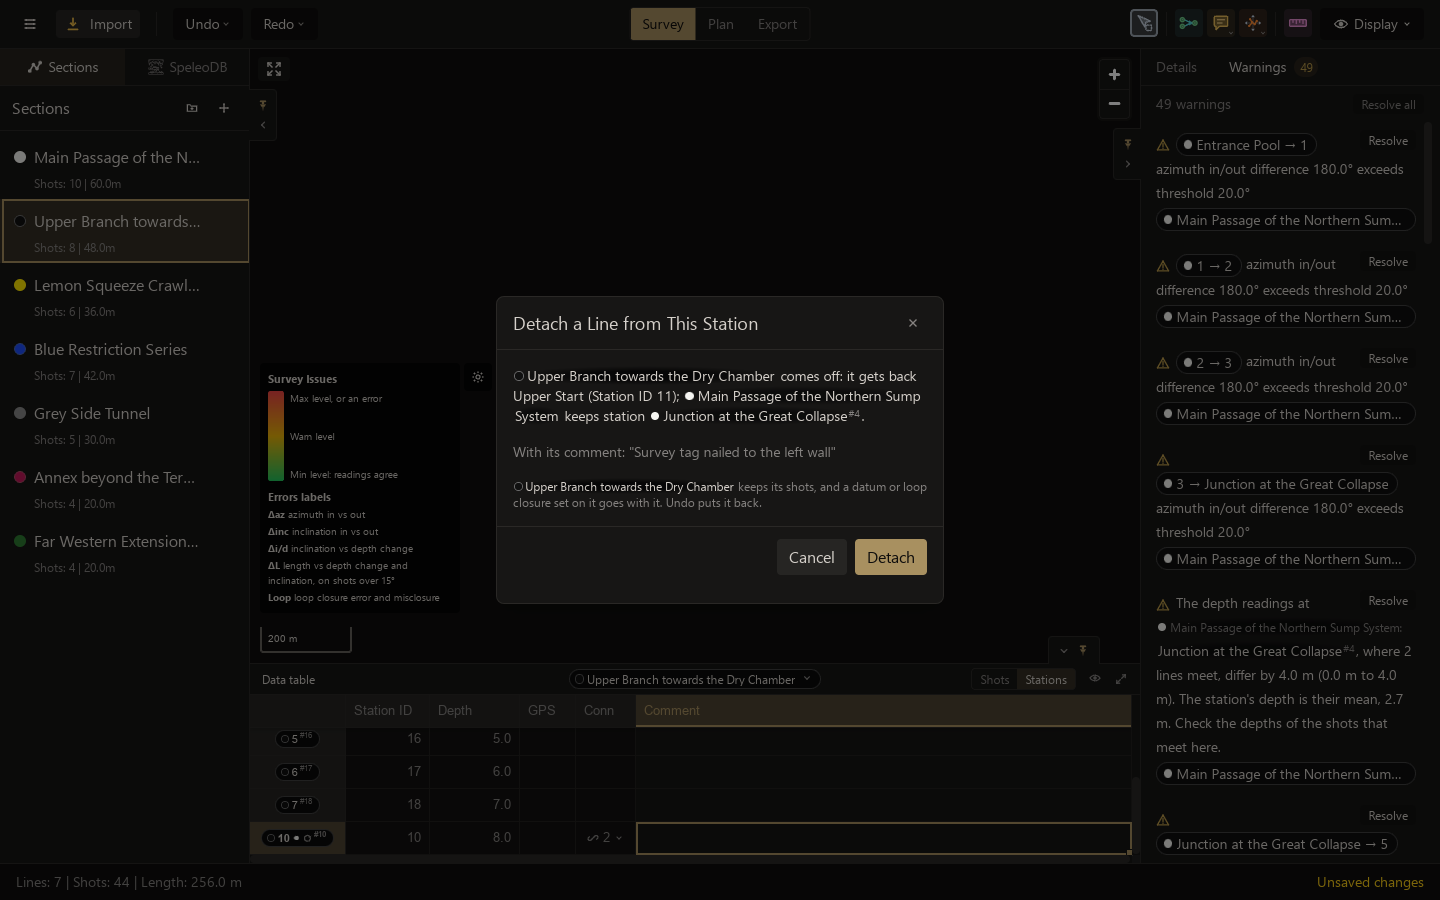 Import
Undo
Redo
Survey
Plan
Export
Display
Sections
SpeleoDB
Details
Warnings
49
Sections
49 warnings
Resolve all
Main Passage of the N...
Shots: 10 | 60.0m
Upper Branch towards...
Shots: 8 | 48.0m
Lemon Squeeze Crawl...
Shots: 6 | 36.0m
Blue Restriction Series
Shots: 7 | 42.0m
Grey Side Tunnel
Shots: 5 | 30.0m
Annex beyond the Ter...
Shots: 4 | 20.0m
Far Western Extension...
Shots: 4 | 20.0m
Survey Issues
Max level, or an error
Warn level
Min level: readings agree
Errors labels
Δaz azimuth in vs out
Δinc inclination in vs out
Δi/d inclination vs depth change
ΔL length vs depth change and
inclination, on shots over 15°
Loop loop closure error and misclosure
200 m
Detach a Line from This Station
×
Upper Branch towards the Dry Chamber comes off: it gets back
Upper Start (Station ID 11); Main Passage of the Northern Sump
System keeps station Junction at the Great Collapse#4.
With its comment: "Survey tag nailed to the left wall"
Upper Branch towards the Dry Chamber keeps its shots, and a datum or loop
closure set on it goes with it. Undo puts it back.
Cancel
Detach
Entrance Pool → 1
Resolve
azimuth in/out difference 180.0° exceeds
threshold 20.0°
Main Passage of the Northern Sum...
1 → 2 azimuth in/out
Resolve
difference 180.0° exceeds threshold 20.0°
Main Passage of the Northern Sum...
2 → 3 azimuth in/out
Resolve
difference 180.0° exceeds threshold 20.0°
Main Passage of the Northern Sum...
Resolve
3 → Junction at the Great Collapse
azimuth in/out difference 180.0° exceeds
threshold 20.0°
Main Passage of the Northern Sum...
The depth readings at
Resolve
Main Passage of the Northern Sump System:
Junction at the Great Collapse#4, where 2
lines meet, differ by 4.0 m (0.0 m to 4.0
m). The station's depth is their mean, 2.7
m. Check the depths of the shots that
meet here.
Main Passage of the Northern Sum...
Resolve
Junction at the Great Collapse → 5
Data table
Upper Branch towards the Dry Chamber
Shots
Stations
Station ID Depth GPS Conn Comment
5 #16 16 5.0
6 #17 17 6.0
7 #18 18 7.0
10 #10 10 8.0 2
Lines: 7 | Shots: 44 | Length: 256.0 m
Unsaved changes